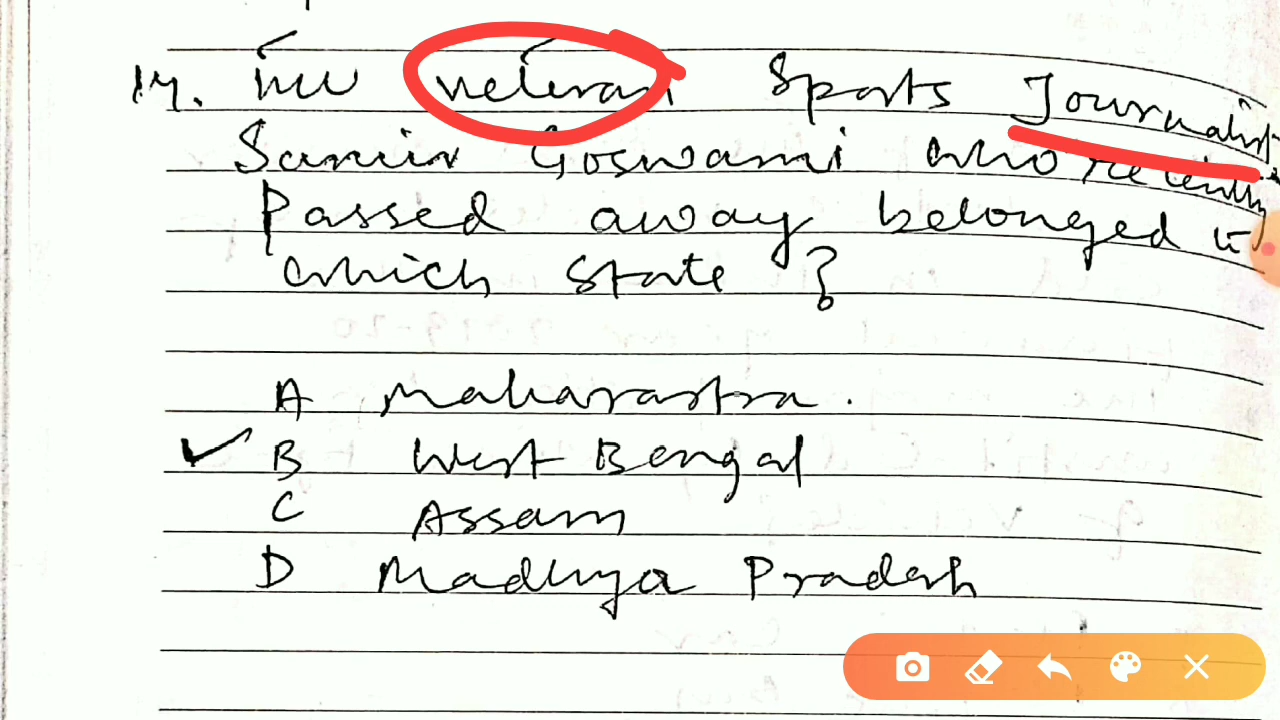 14. The veteran Sports Journalist
Samir Goswami who recently
Passed away belonged to
which state ?
A Maharastra.
B West Bengal
C Assam
D Madhya Pradesh